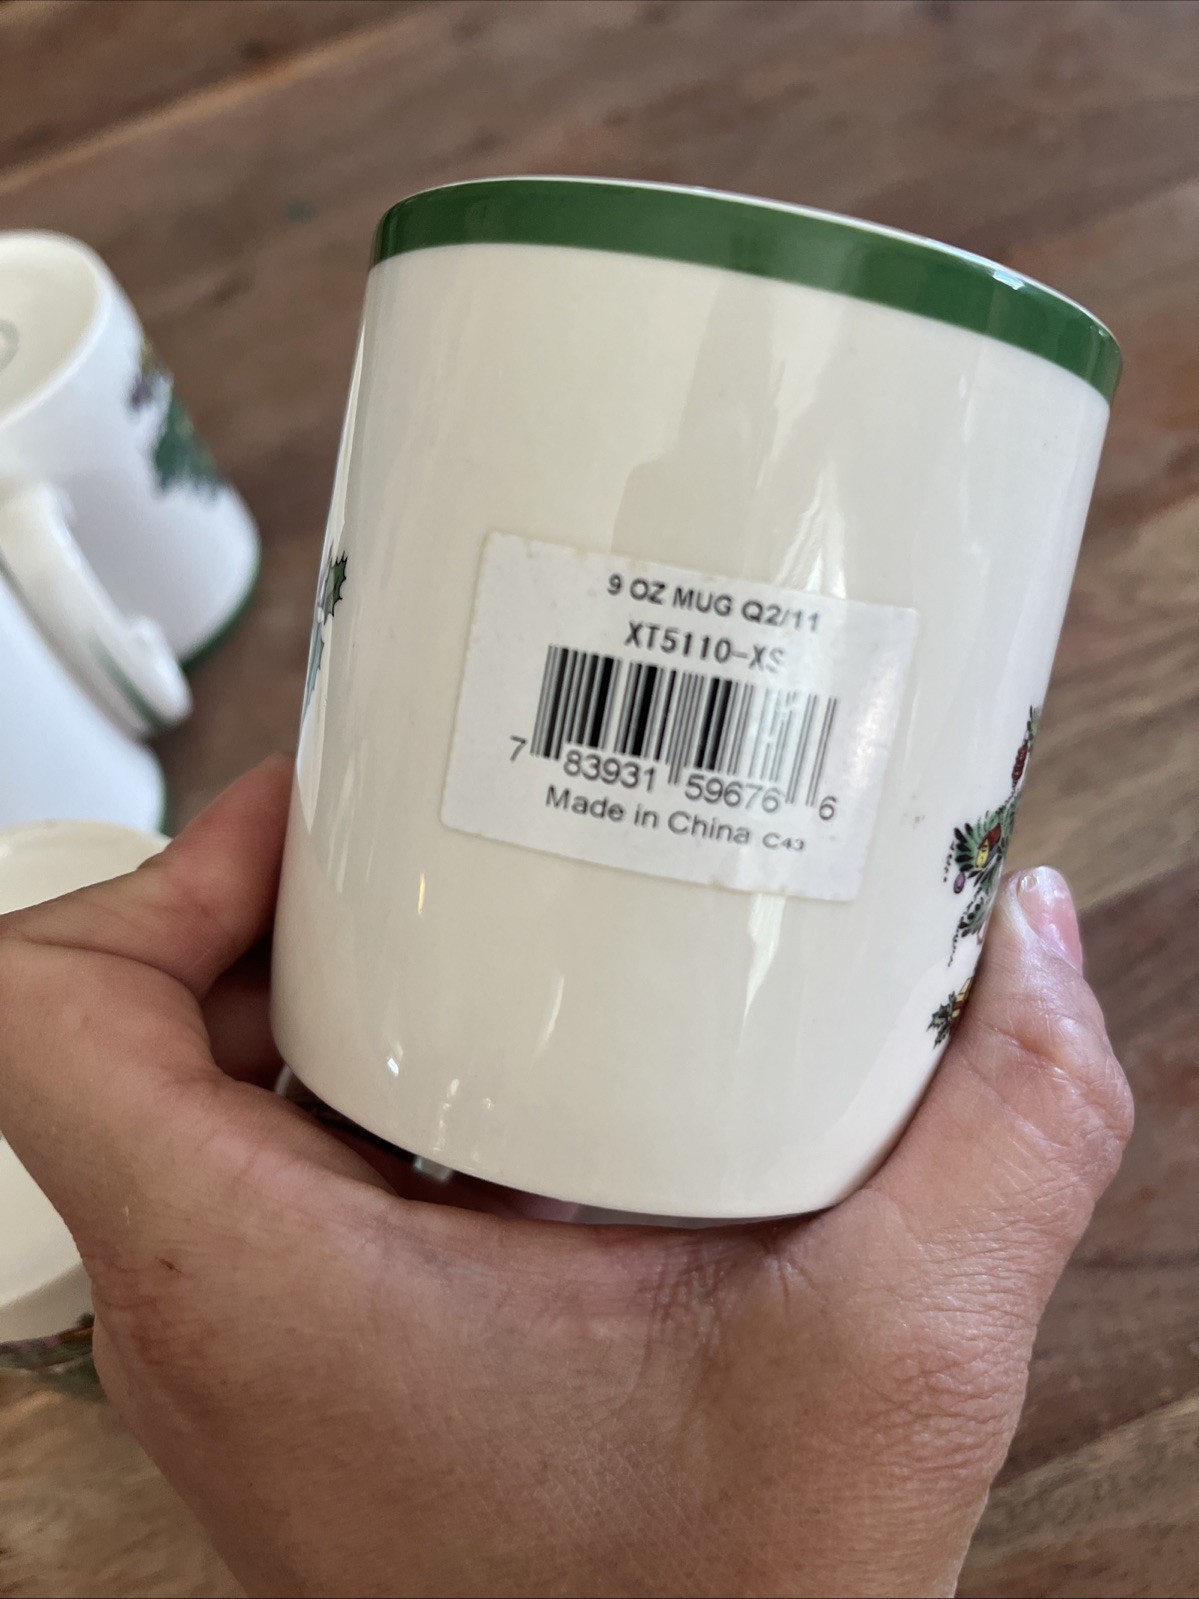 9 OZ MUG Q2/11
XT5110-XS
7 83931 59676 6
Made in China C43